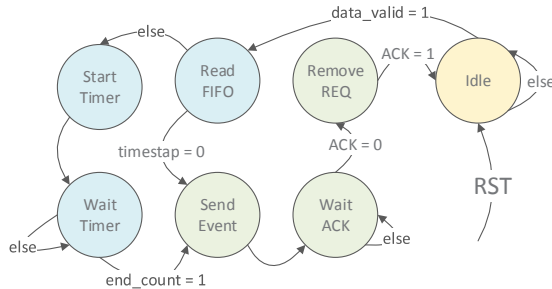 data_valid = 1
else
Start
Timer
Read
FIFO
Remove
REQ
ACK = 1
Idle
else
timestap = 0
ACK = 0
RST
Wait
Timer
Send
Event
Wait
ACK
else
else
end_count = 1